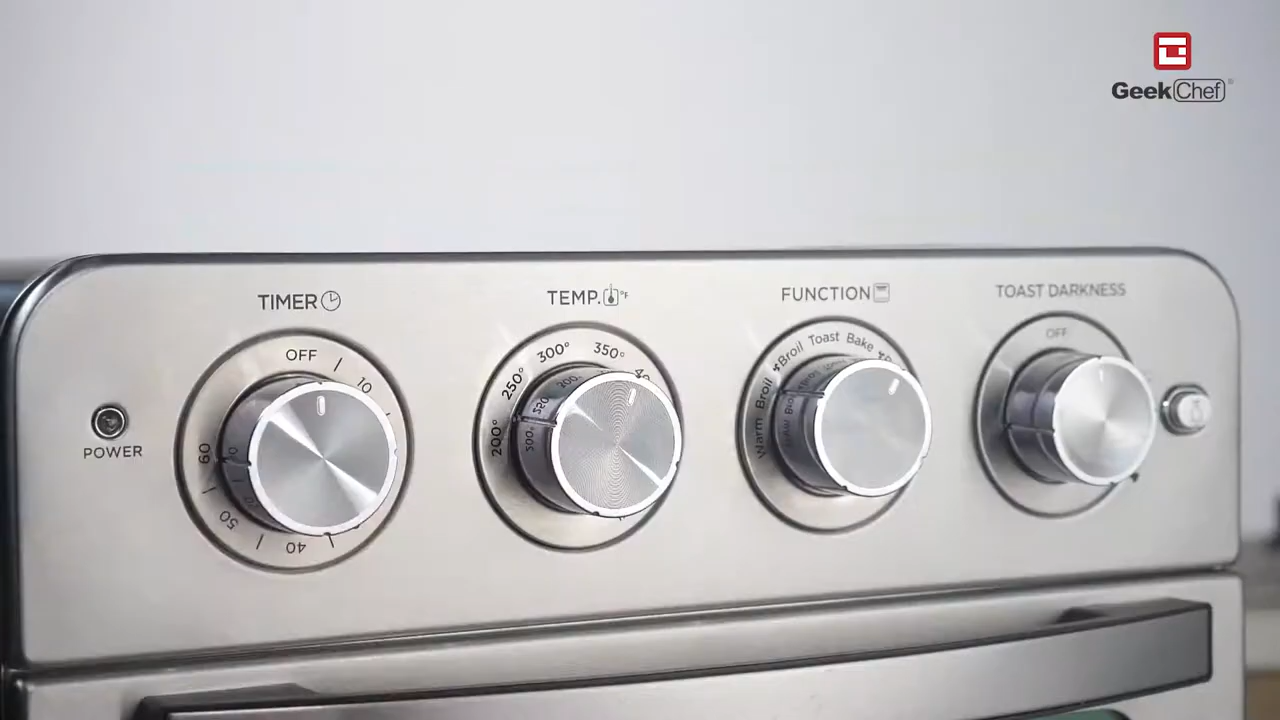 GeekChef
TIMER
TEMP. °F
FUNCTION
TOAST DARKNESS
OFF
10
40
50
60
200°
250°
300°
350°
Warm Broil
Broil Toast Bake
OFF
POWER